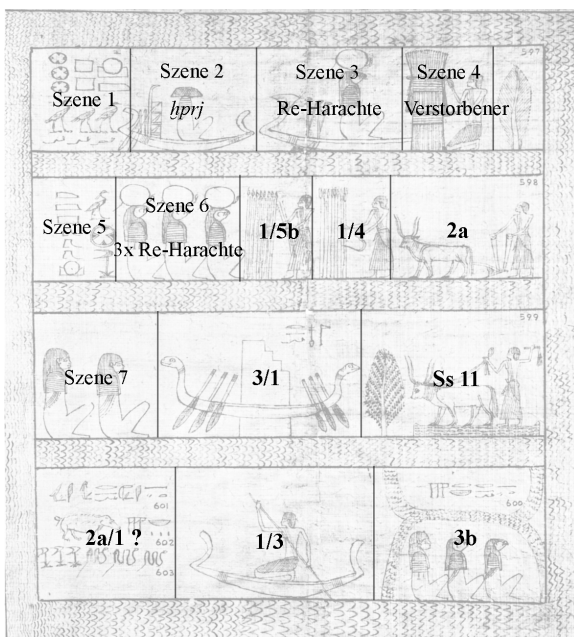 Szene 1
Szene 2
ḫprj
Szene 3
Re-Harachte
Szene 4
Verstorbener
597
Szene 5
Szene 6
3x Re-Harachte
1/5b
1/4
2a
598
Szene 7
3/1
Ss 11
599
2a/1 ?
601
602
603
1/3
3b
600